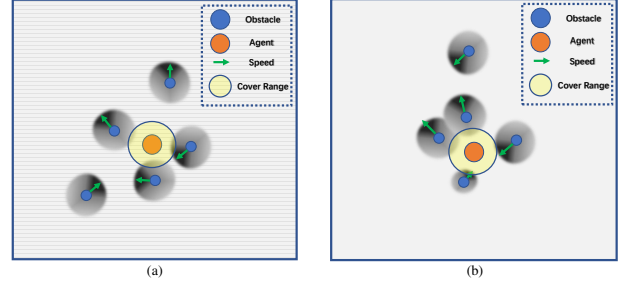 Obstacle
Agent
Speed
Cover Range
(a)
Obstacle
Agent
Speed
Cover Range
(b)